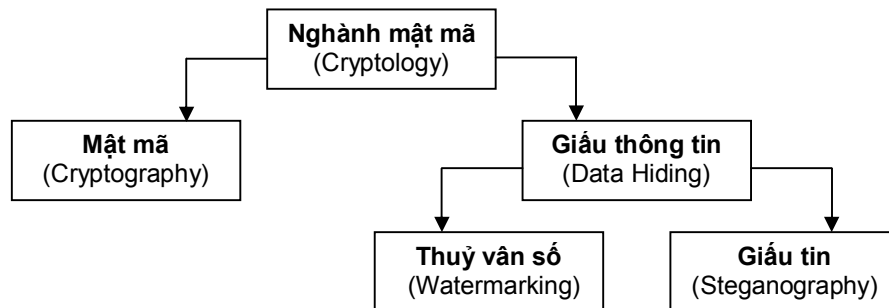 Nghành mật mã
(Cryptology)
Mật mã
(Cryptography)
Giấu thông tin
(Data Hiding)
Thuỷ vân số
(Watermarking)
Giấu tin
(Steganography)